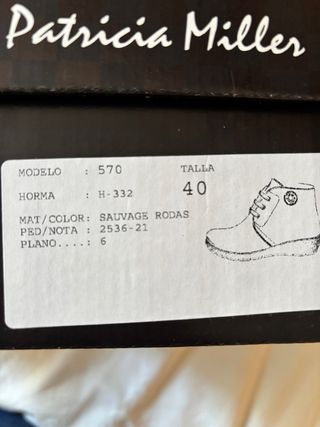 Patricia Miller
MODELO : 570 TALLA
HORMA : H-332 40
MAT/COLOR: SAUVAGE RODAS
PED/NOTA : 2536-21
PLANO....: 6